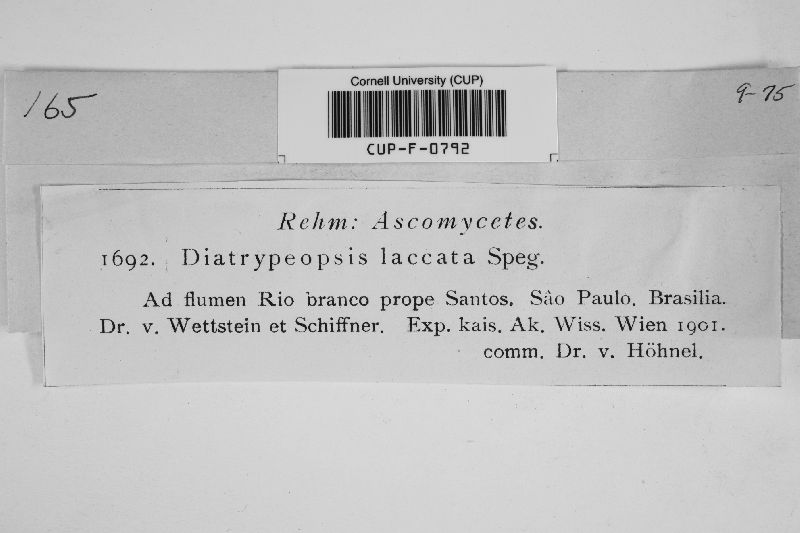 Cornell University (CUP)
165
9-75
CUP-F-0792
Rehm: Ascomycetes.
1692. Diatrypeopsis laccata Speg.
Ad flumen Rio branco prope Santos. São Paulo. Brasilia.
Dr. v. Wettstein et Schiffner. Exp. kais. Ak. Wiss. Wien 1901.
comm. Dr. v. Höhnel.